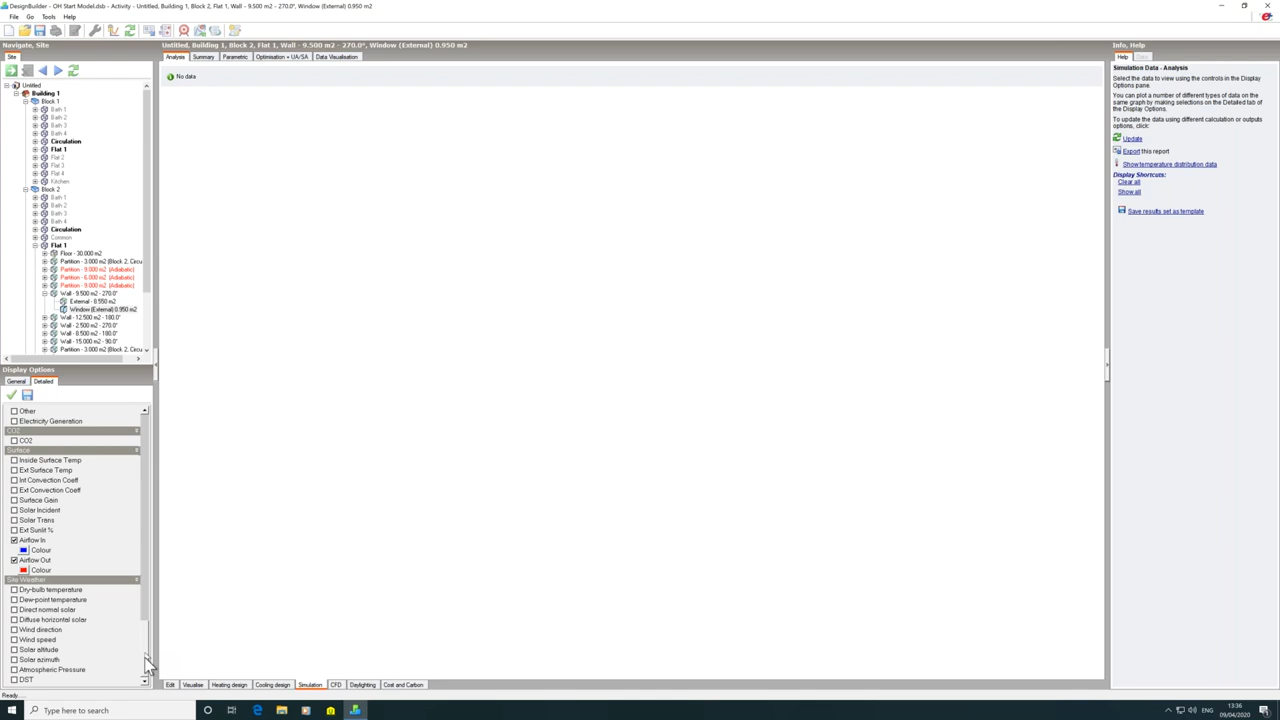 DesignBuilder - OH Start Model.dsb - Activity - Untitled, Building 1, Block 2, Flat 1, Wall - 9.500 m2 - 270.0°, Window (External) 0.950 m2
File Go Tools Help
Navigate, Site
Site
Untitled
Building 1
Block 1
Bath 1
Bath 2
Bath 3
Bath 4
Circulation
Flat 1
Flat 2
Flat 3
Flat 4
Kitchen
Block 2
Bath 1
Bath 2
Bath 3
Bath 4
Circulation
Common
Flat 1
Floor - 30.000 m2
Partition - 3.000 m2 (Block 2, Circu
Partition - 9.000 m2 (Adiabatic)
Partition - 6.000 m2 (Adiabatic)
Partition - 9.000 m2 (Adiabatic)
Wall - 9.500 m2 - 270.0°
External - 8.550 m2
Window (External) 0.950 m2
Wall - 12.500 m2 - 180.0°
Wall - 2.500 m2 - 270.0°
Wall - 8.500 m2 - 180.0°
Wall - 15.000 m2 - 90.0°
Partition - 3.000 m2 (Block 2, Circu
Display Options
General Detailed
Other
Electricity Generation
CO2
CO2
Surface
Inside Surface Temp
Ext Surface Temp
Int Convection Coeff
Ext Convection Coeff
Surface Gain
Solar Incident
Solar Trans
Ext Sunlit %
Airflow In
Colour
Airflow Out
Colour
Site Weather
Dry-bulb temperature
Dew-point temperature
Direct normal solar
Diffuse horizontal solar
Wind direction
Wind speed
Solar altitude
Solar azimuth
Atmospheric Pressure
DST
Untitled, Building 1, Block 2, Flat 1, Wall - 9.500 m2 - 270.0°, Window (External) 0.950 m2
Analysis Summary Parametric Optimisation + UA/SA Data Visualisation
No data
Edit Visualise Heating design Cooling design Simulation CFD Daylighting Cost and Carbon
Info, Help
Help
Simulation Data - Analysis
Select the data to view using the controls in the Display
Options pane.
You can plot a number of different types of data on the
same graph by making selections on the Detailed tab of
the Display Options.
To update the data using different calculation or outputs
options, click:
Update
Export this report
Show temperature distribution data
Display Shortcuts:
Clear all
Show all
Save results set as template
Ready.....
Type here to search
ENG
13:36
09/04/2020